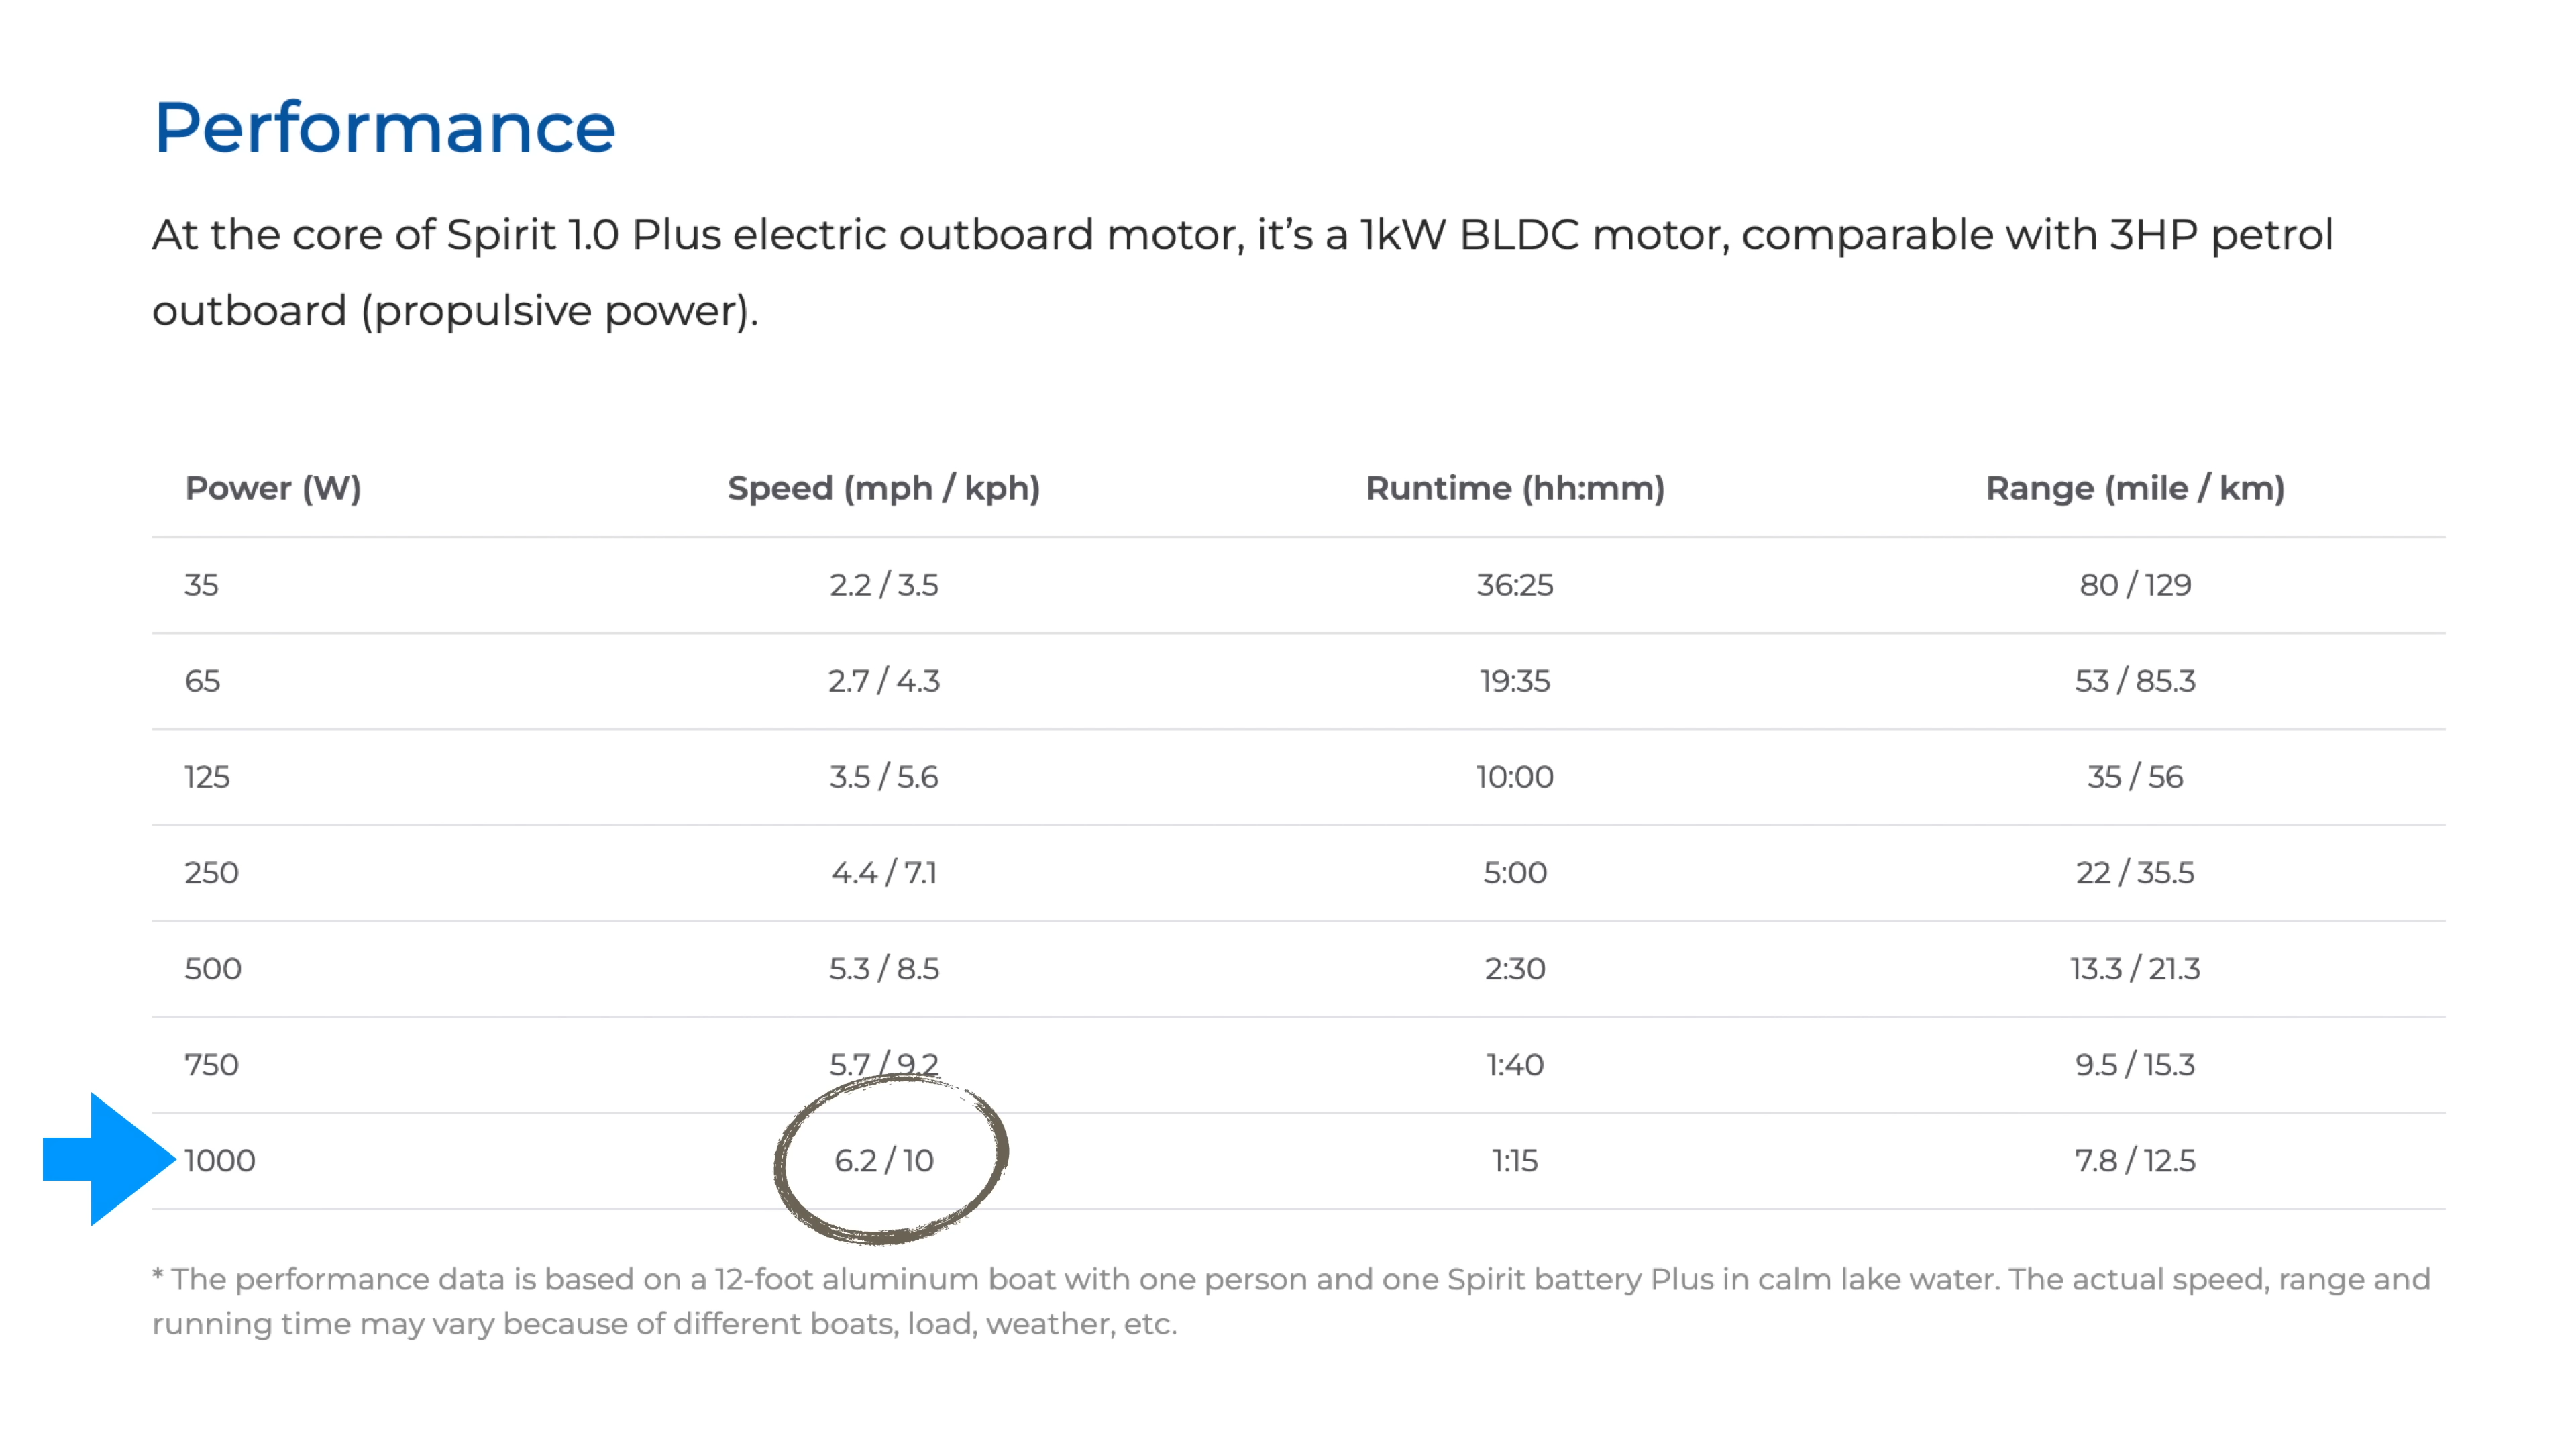 Performance
At the core of Spirit 1.0 Plus electric outboard motor, it’s a 1kW BLDC motor, comparable with 3HP petrol
outboard (propulsive power).
Power (W) Speed (mph / kph) Runtime (hh:mm) Range (mile / km)
35 2.2 / 3.5 36:25 80 / 129
65 2.7 / 4.3 19:35 53 / 85.3
125 3.5 / 5.6 10:00 35 / 56
250 4.4 / 7.1 5:00 22 / 35.5
500 5.3 / 8.5 2:30 13.3 / 21.3
750 5.7 / 9.2 1:40 9.5 / 15.3
1000 6.2 / 10 1:15 7.8 / 12.5
* The performance data is based on a 12-foot aluminum boat with one person and one Spirit battery Plus in calm lake water. The actual speed, range and
running time may vary because of different boats, load, weather, etc.